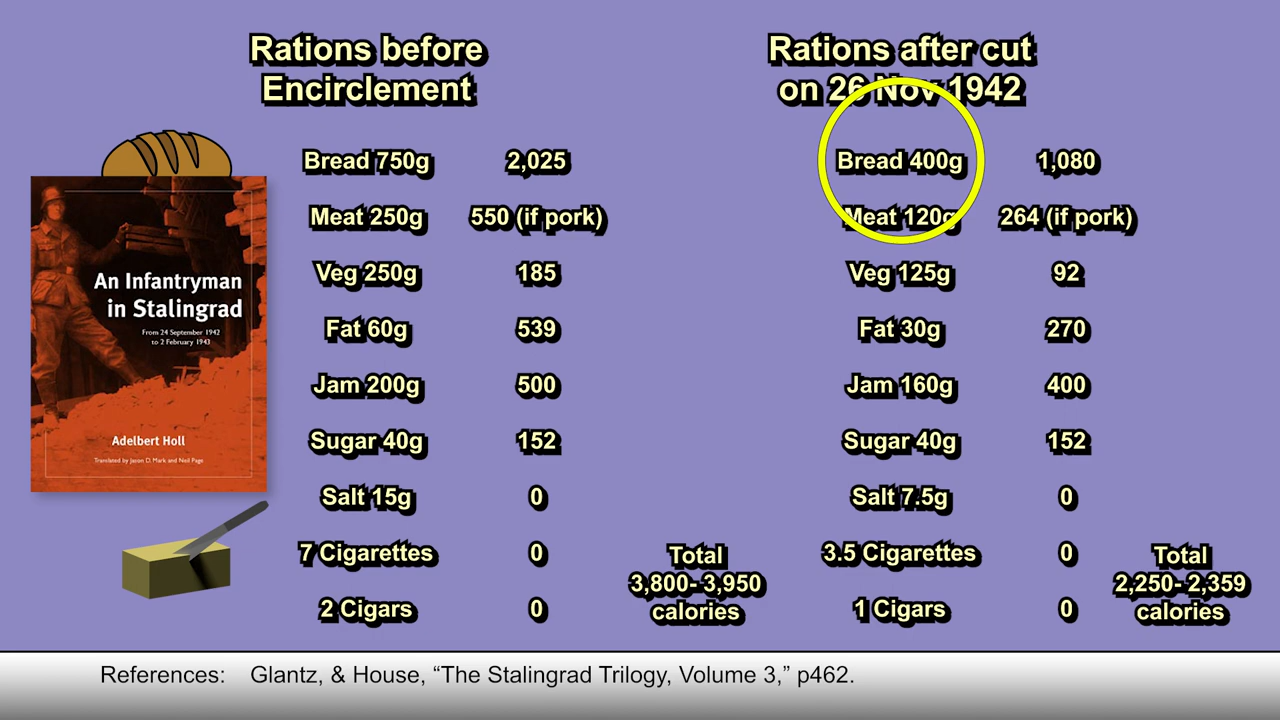 Rations before
Encirclement
Rations after cut
on 26 Nov 1942
Bread 750g 2,025 Bread 400g 1,080
Meat 250g 550 (if pork) Meat 120g 264 (if pork)
Veg 250g 185 Veg 125g 92
Fat 60g 539 Fat 30g 270
Jam 200g 500 Jam 160g 400
Sugar 40g 152 Sugar 40g 152
Salt 15g 0 Salt 7.5g 0
7 Cigarettes 0 3.5 Cigarettes 0
2 Cigars 0 1 Cigars 0
Total
3,800- 3,950
calories
Total
2,250- 2,359
calories
An Infantryman
in Stalingrad
From 24 September 1942
to 2 February 1943
Adelbert Holl
Translated by Jason D. Mark and Neil Page
References: Glantz, & House, “The Stalingrad Trilogy, Volume 3,” p462.